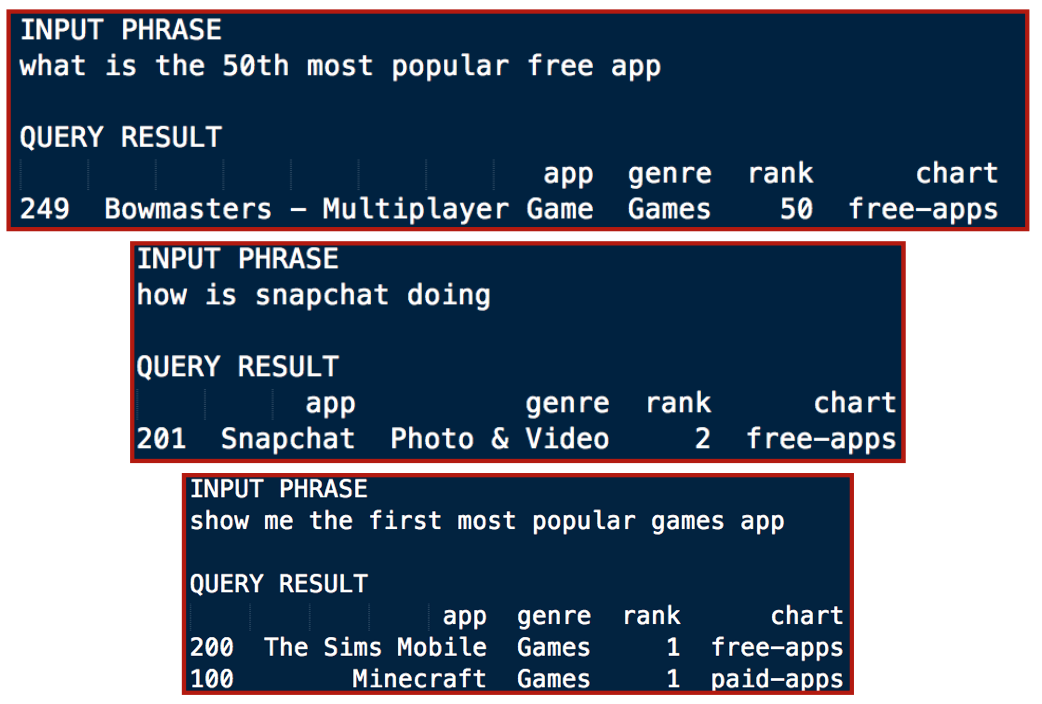 INPUT PHRASE
what is the 50th most popular free app
QUERY RESULT
app genre rank chart
249 Bowmasters – Multiplayer Game Games 50 free-apps
INPUT PHRASE
how is snapchat doing
QUERY RESULT
app genre rank chart
201 Snapchat Photo & Video 2 free-apps
INPUT PHRASE
show me the first most popular games app
QUERY RESULT
app genre rank chart
200 The Sims Mobile Games 1 free-apps
100 Minecraft Games 1 paid-apps